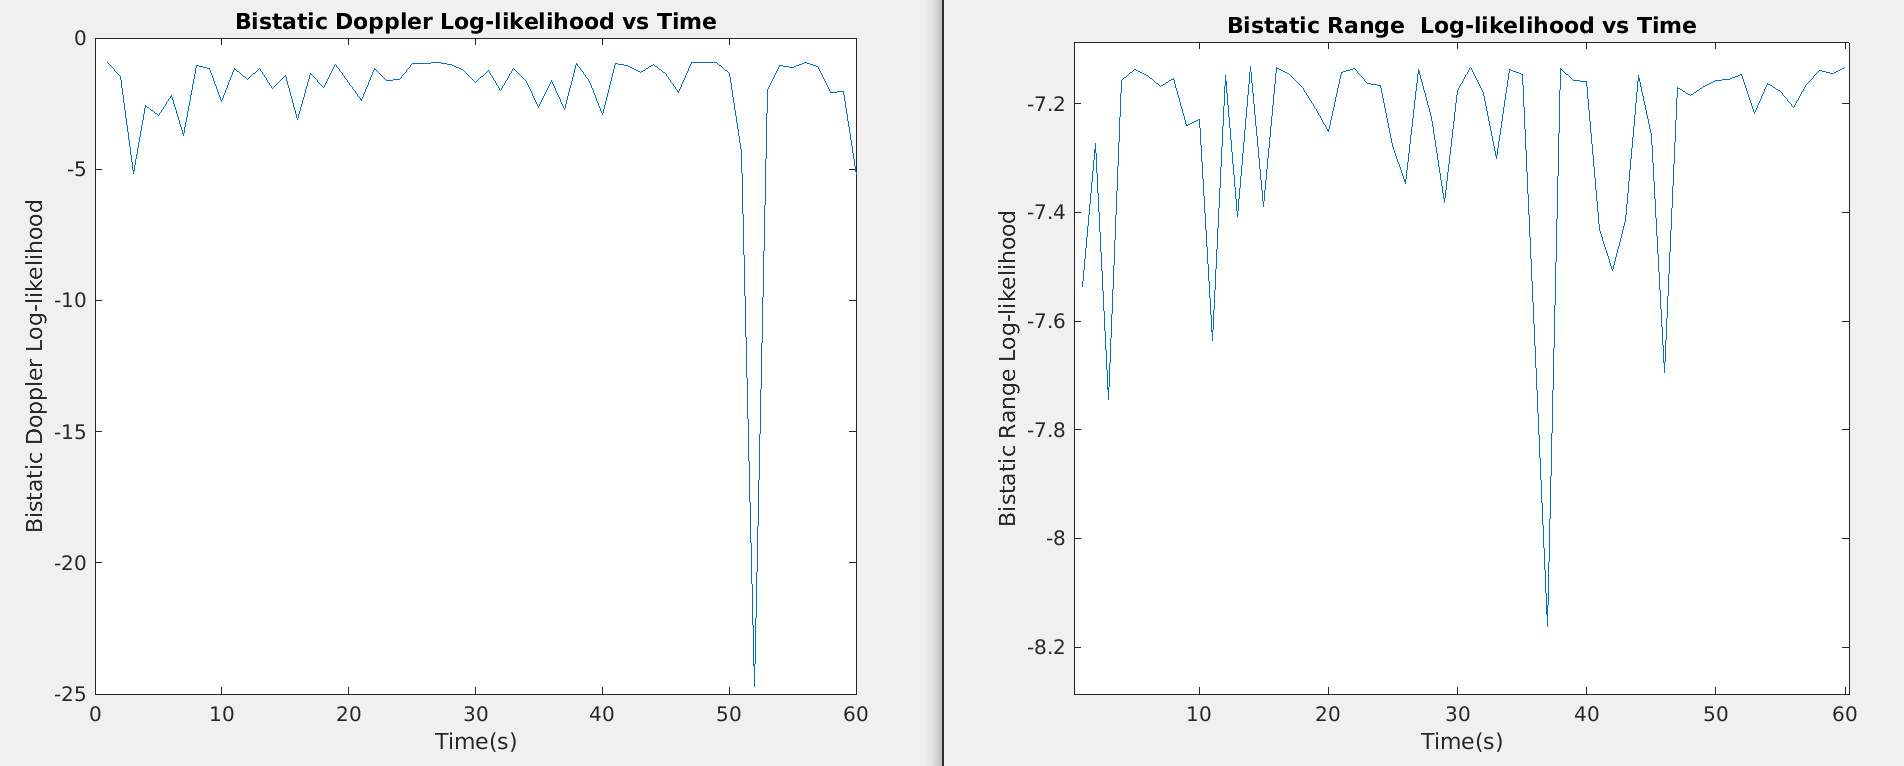 Bistatic Doppler Log-likelihood vs Time
0
-5
-10
-15
-20
-25
Bistatic Doppler Log-likelihood
0 10 20 30 40 50 60
Time(s)
Bistatic Range  Log-likelihood vs Time
-7.2
-7.4
-7.6
-7.8
-8
-8.2
Bistatic Range Log-likelihood
10 20 30 40 50 60
Time(s)